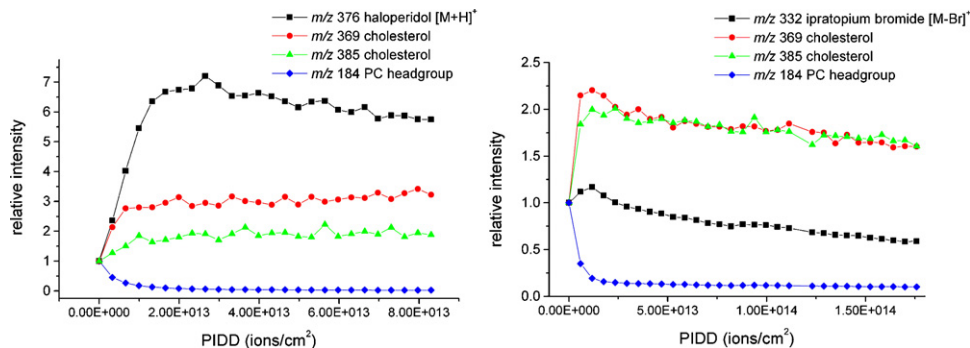 m/z 376 haloperidol [M+H]+
m/z 369 cholesterol
m/z 385 cholesterol
m/z 184 PC headgroup
relative intensity
7
6
5
4
3
2
1
0
0.00E+000
2.00E+013
4.00E+013
6.00E+013
8.00E+013
PIDD (ions/cm²)
m/z 332 ipratopium bromide [M-Br]+
m/z 369 cholesterol
m/z 385 cholesterol
m/z 184 PC headgroup
relative intensity
2.5
2.0
1.5
1.0
0.5
0.0
0.00E+000
5.00E+013
1.00E+014
1.50E+014
PIDD (ions/cm²)